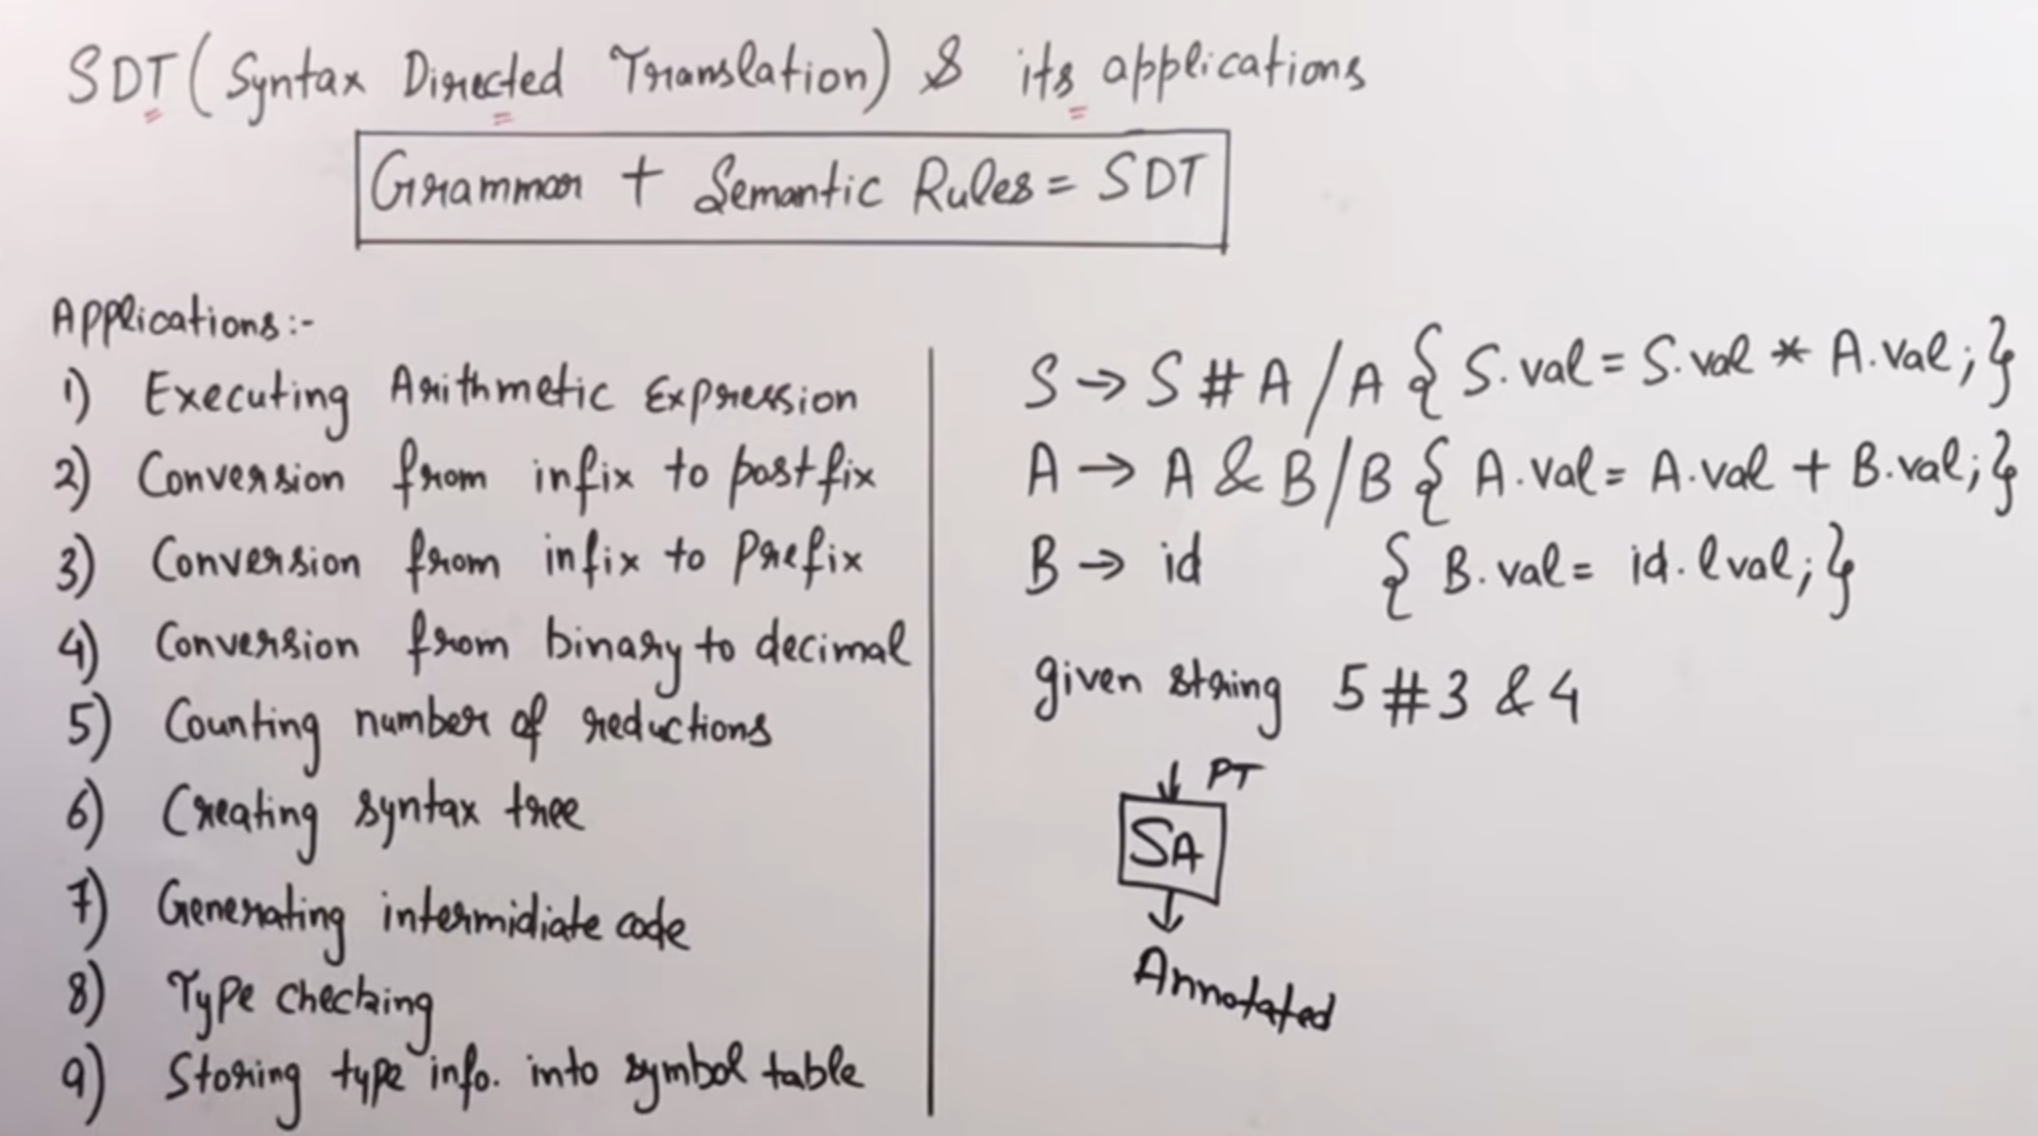 SDT (Syntax Directed Translation) & its applications
Grammar + Semantic Rules = SDT
Applications:-
1) Executing Arithmetic Expression
2) Conversion from infix to postfix
3) Conversion from infix to Prefix
4) Conversion from binary to decimal
5) Counting number of reductions
6) Creating syntax tree
7) Generating intermidiate code
8) Type checking
9) Storing type info. into symbol table
S → S # A / A { S.val = S.val * A.val; }
A → A & B / B { A.val = A.val + B.val; }
B → id { B.val = id.lval; }
given string 5 # 3 & 4
PT
SA
Annotated